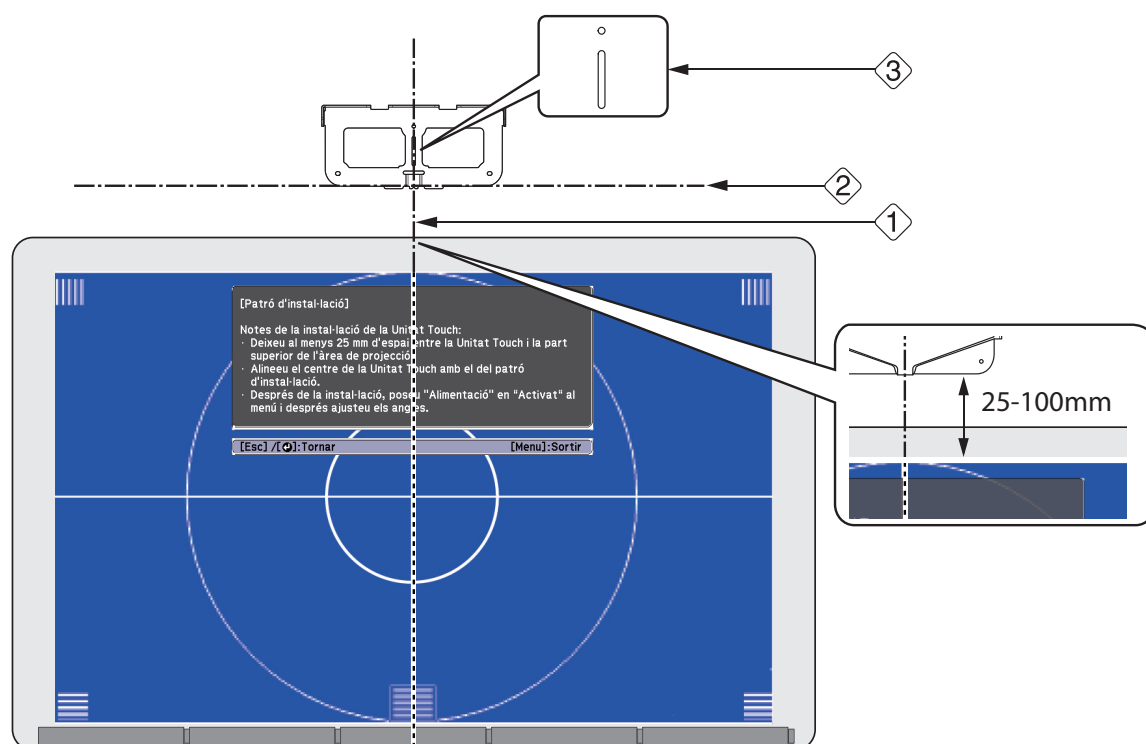 3
2
1
[Patró d'instal·lació]
Notes de la instal·lació de la Unitat Touch:
· Deixeu al menys 25 mm d'espai entre la Unitat Touch i la part
superior de l'àrea de projecció.
· Alineeu el centre de la Unitat Touch amb el del patró
d'instal·lació.
· Després de la instal·lació, poseu "Alimentació" en "Activat" al
menú i després ajusteu els angles.
[Esc] /[⏎]:Tornar
[Menu]:Sortir
25-100mm